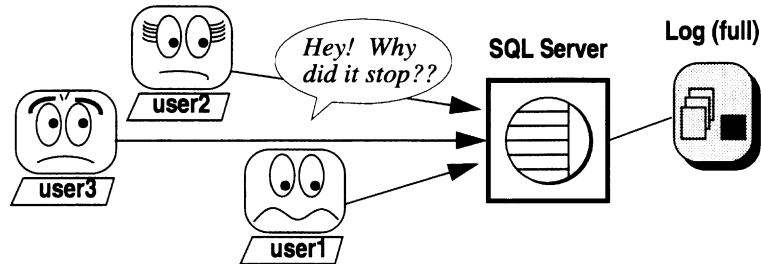 Hey! Why
did it stop??
SQL Server
Log (full)
user2
user3
user1